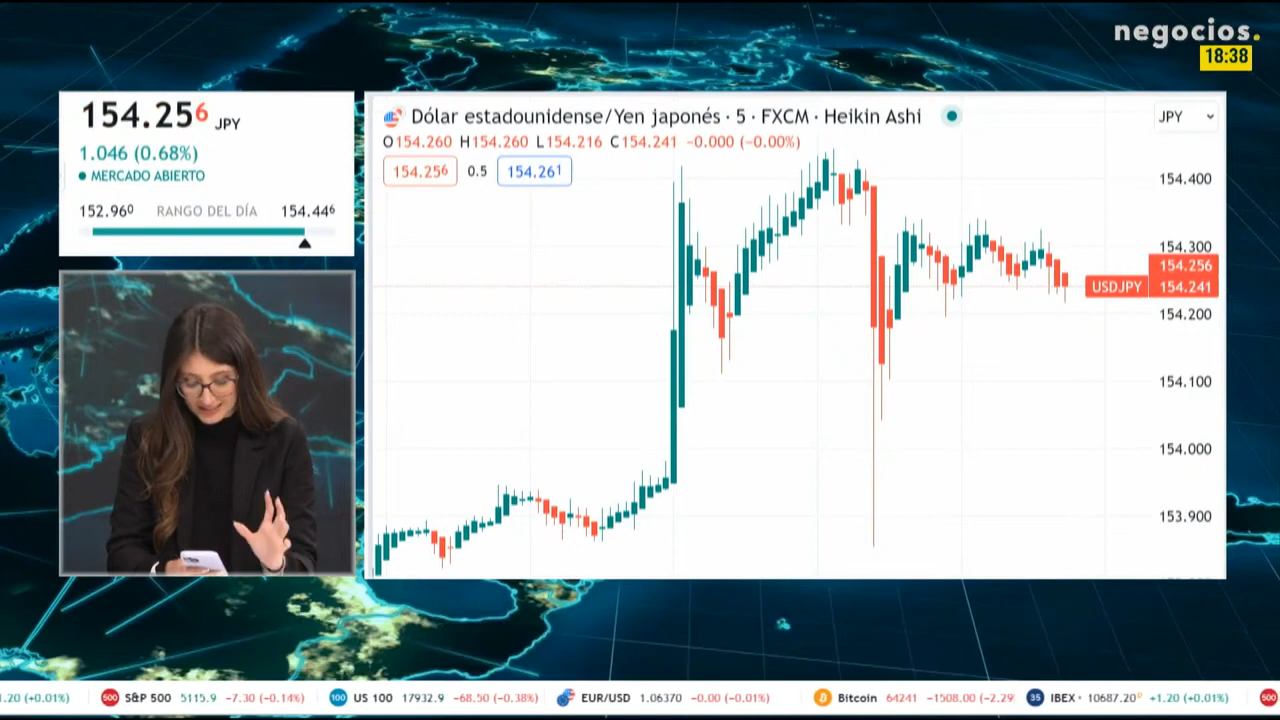 negocios.
18:38
154.256 JPY
1.046 (0.68%)
MERCADO ABIERTO
152.960 RANGO DEL DÍA 154.446
Dólar estadounidense/Yen japonés · 5 · FXCM · Heikin Ashi
JPY
O154.260 H154.260 L154.216 C154.241 −0.000 (−0.00%)
154.256 0.5 154.261
154.400
154.300
154.256
USDJPY 154.241
154.200
154.100
154.000
153.900
1.20 (+0.01%) 500 S&P 500 5115.9 −7.30 (−0.14%) 100 US 100 17932.9 −68.50 (−0.38%) EUR/USD 1.06370 −0.00 (−0.01%) Bitcoin 64241 −1508.00 (−2.29 35 IBEX 10687.20 +1.20 (+0.01%) 500